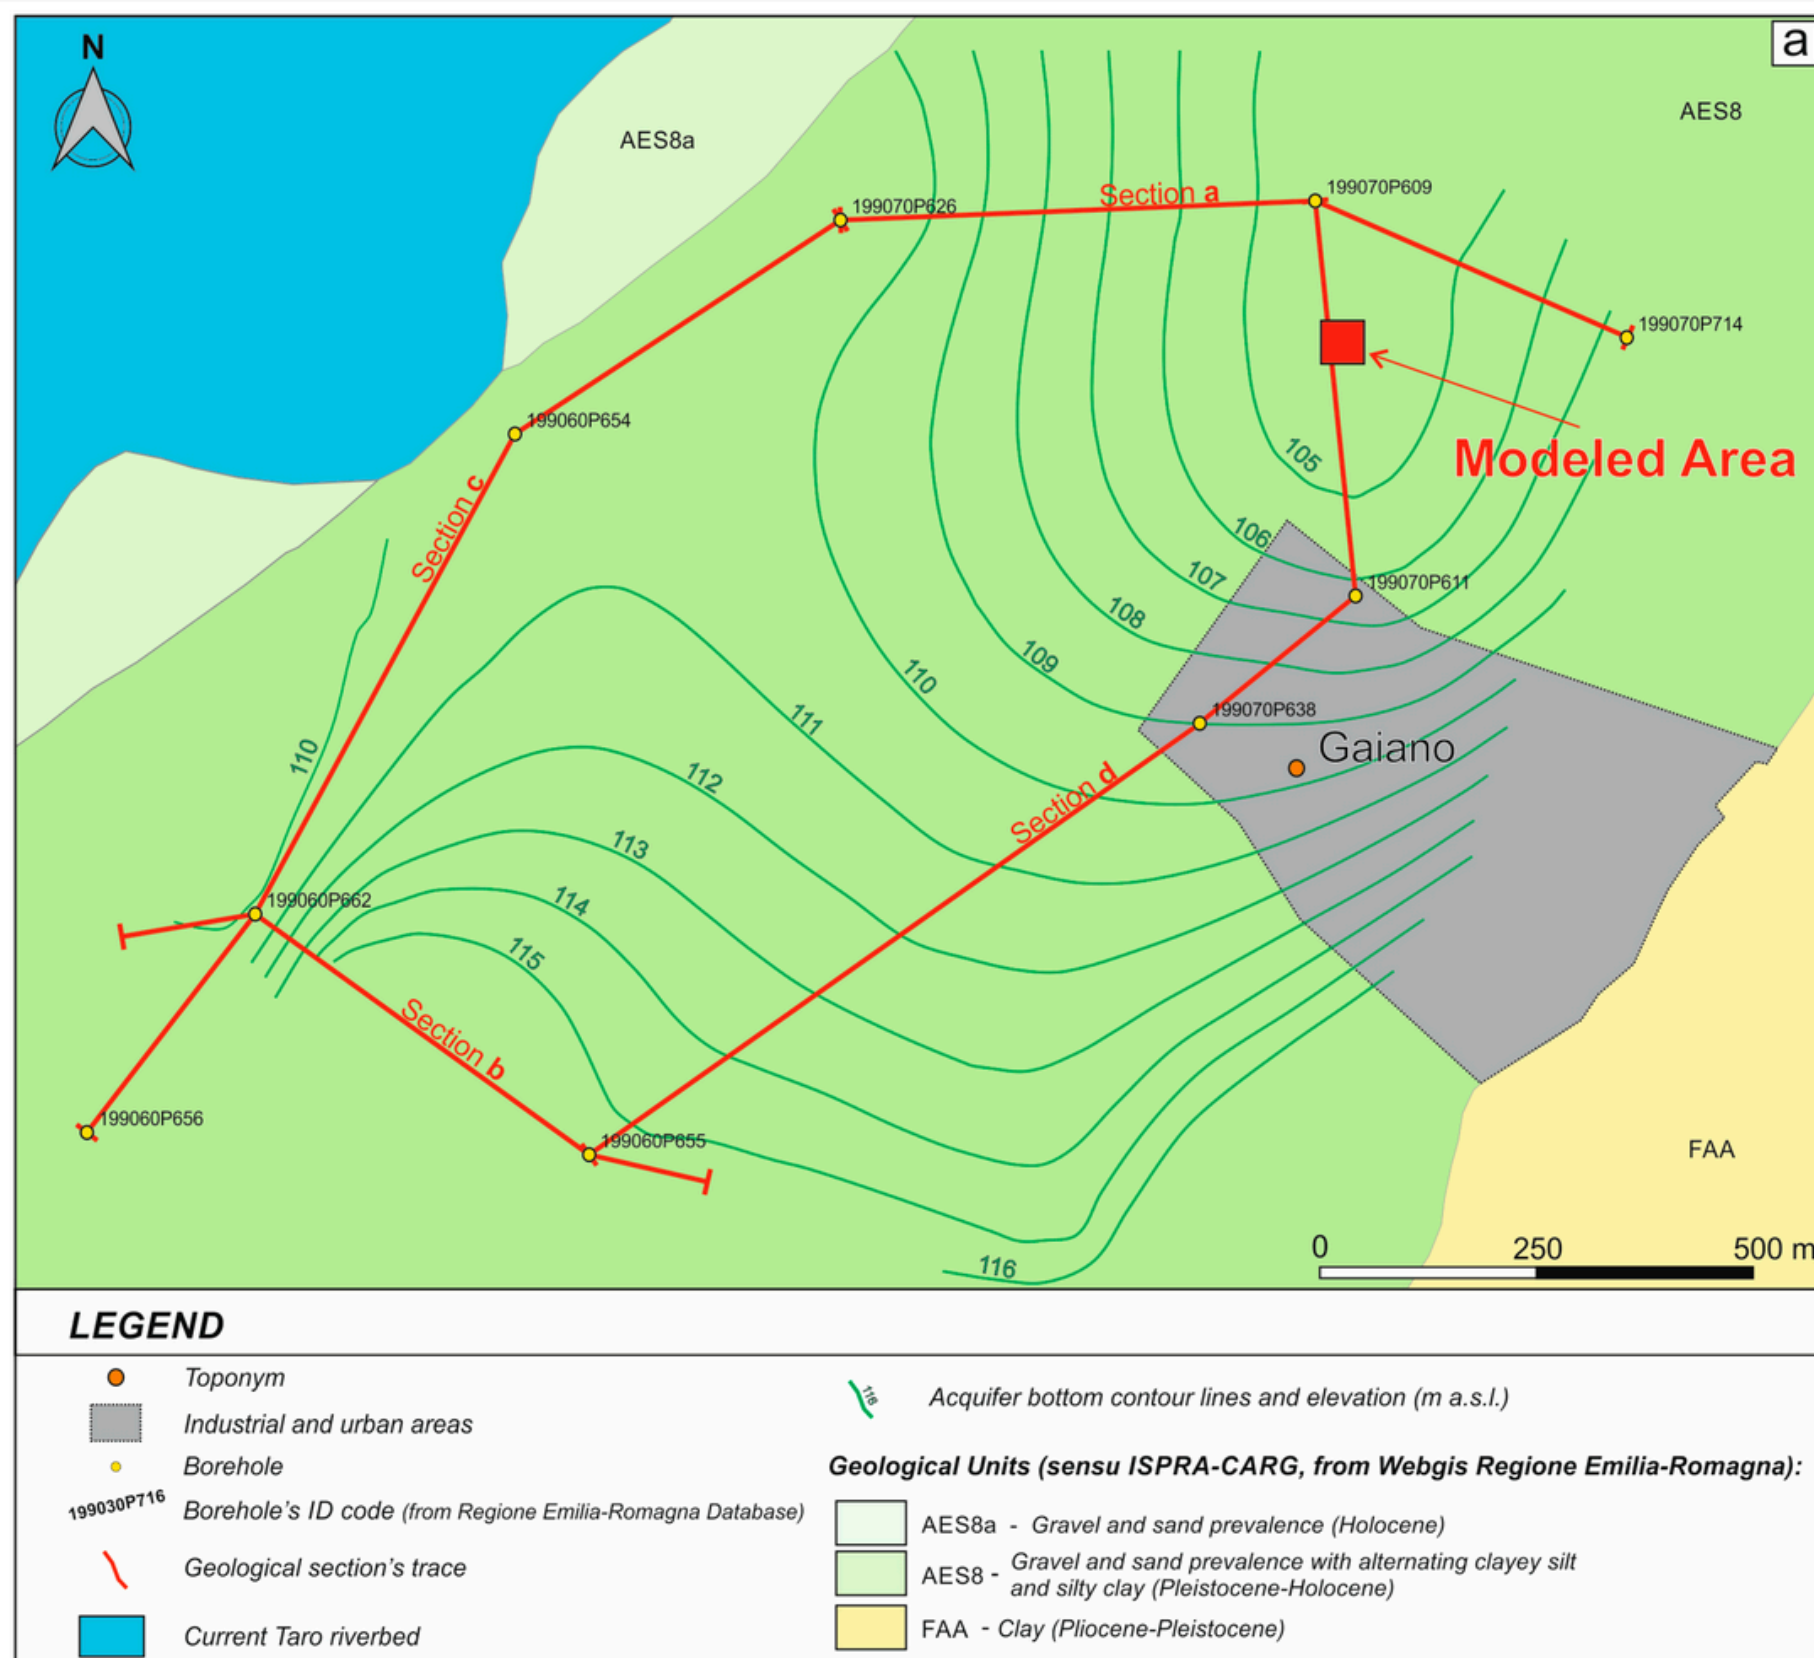 a
N
AES8a
AES8
Section a
199070P609
199070P626
199070P714
199060P654
105
Modeled Area
Section c
106
107
199070P611
108
109
110
111
199070P638
110
Gaiano
112
Section d
113
199060P662
114
115
Section b
199060P656
199060P655
FAA
116
0 250 500 m
LEGEND
Toponym
Industrial and urban areas
Borehole
199030P716 Borehole's ID code (from Regione Emilia-Romagna Database)
Geological section's trace
Current Taro riverbed
116 Acquifer bottom contour lines and elevation (m a.s.l.)
Geological Units (sensu ISPRA-CARG, from Webgis Regione Emilia-Romagna):
AES8a - Gravel and sand prevalence (Holocene)
AES8 - Gravel and sand prevalence with alternating clayey silt
and silty clay (Pleistocene-Holocene)
FAA - Clay (Pliocene-Pleistocene)